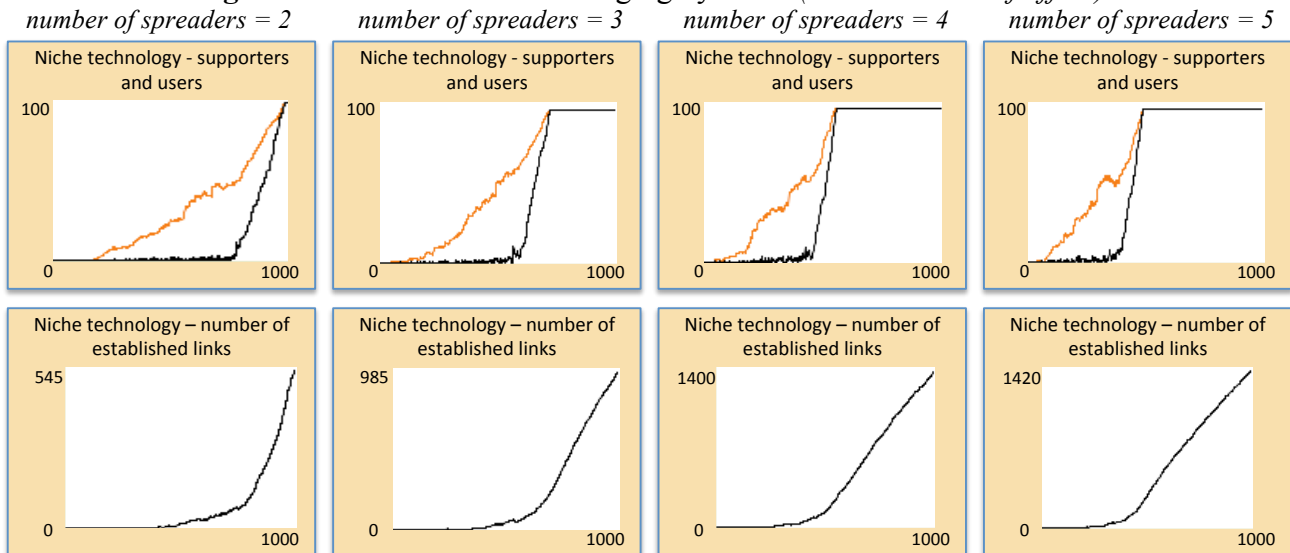 number of spreaders = 2
number of spreaders = 3
number of spreaders = 4
number of spreaders = 5
Niche technology - supporters
and users
100
0
1000
Niche technology - supporters
and users
100
0
1000
Niche technology - supporters
and users
100
0
1000
Niche technology - supporters
and users
100
0
1000
Niche technology – number of
established links
545
0
1000
Niche technology – number of
established links
985
0
1000
Niche technology – number of
established links
1400
0
1000
Niche technology – number of
established links
1420
0
1000